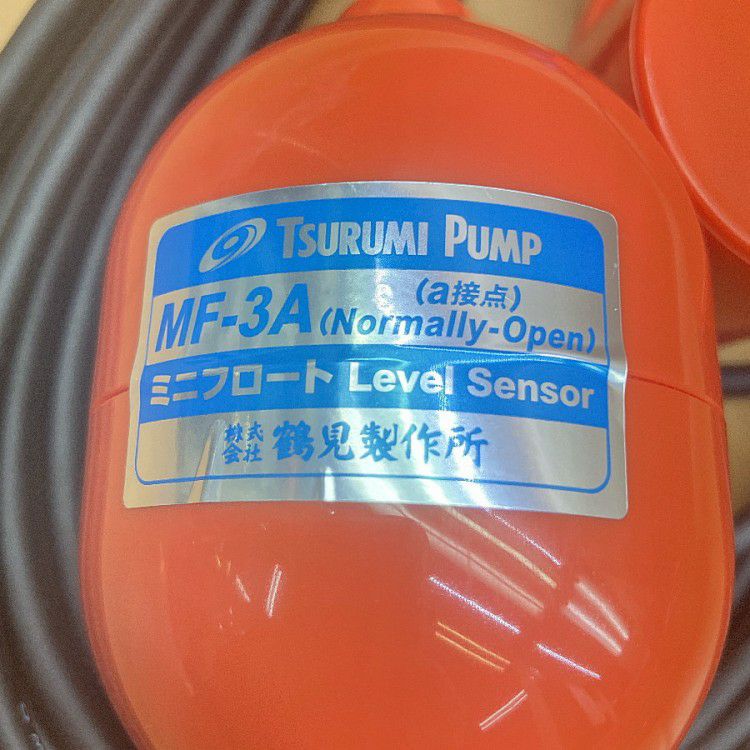 TSURUMI PUMP
MF-3A (a接点)
(Normally-Open)
ミニフロート Level Sensor
株式会社 鶴見製作所